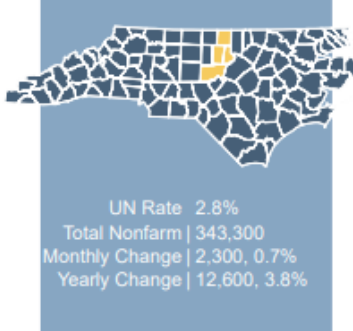 UN Rate 2.8%
Total Nonfarm | 343,300
Monthly Change | 2,300, 0.7%
Yearly Change | 12,600, 3.8%